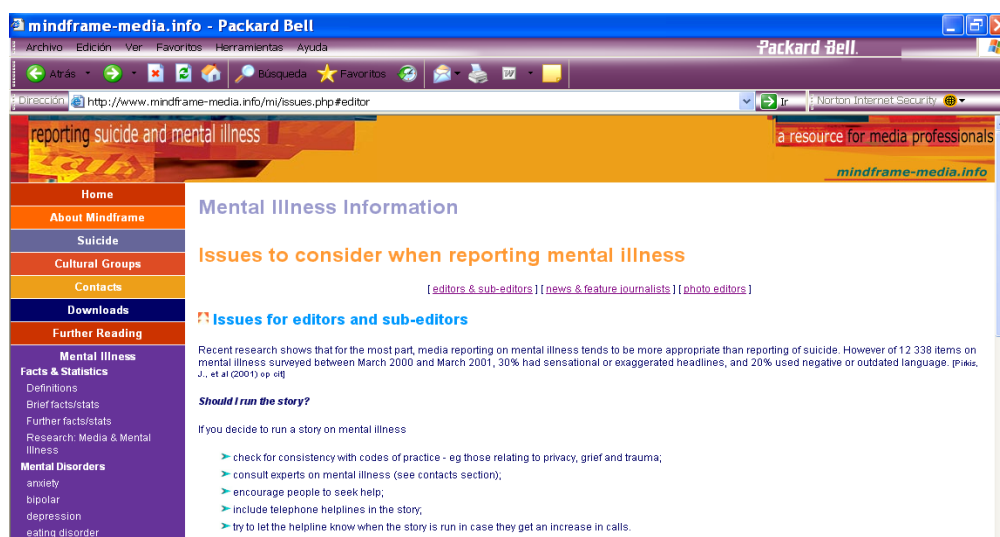 mindframe-media.info - Packard Bell
Archivo Edición Ver Favoritos Herramientas Ayuda
Packard Bell.
Atrás Búsqueda Favoritos
Dirección http://www.mindframe-media.info/mi/issues.php#editor Ir Norton Internet Security
reporting suicide and mental illness
a resource for media professionals
mindframe-media.info
Home
About Mindframe
Suicide
Cultural Groups
Contacts
Downloads
Further Reading
Mental Illness
Facts & Statistics
Definitions
Brief facts/stats
Further facts/stats
Research: Media & Mental
Illness
Mental Disorders
anxiety
bipolar
depression
eating disorder
Mental Illness Information
Issues to consider when reporting mental illness
[ editors & sub-editors ] [ news & feature journalists ] [ photo editors ]
Issues for editors and sub-editors
Recent research shows that for the most part, media reporting on mental illness tends to be more appropriate than reporting of suicide. However of 12 338 items on
mental illness surveyed between March 2000 and March 2001, 30% had sensational or exaggerated headlines, and 20% used negative or outdated language. [Pirkis,
J., et al (2001) op cit]
Should I run the story?
If you decide to run a story on mental illness
➢ check for consistency with codes of practice - eg those relating to privacy, grief and trauma;
➢ consult experts on mental illness (see contacts section);
➢ encourage people to seek help;
➢ include telephone helplines in the story;
➢ try to let the helpline know when the story is run in case they get an increase in calls.